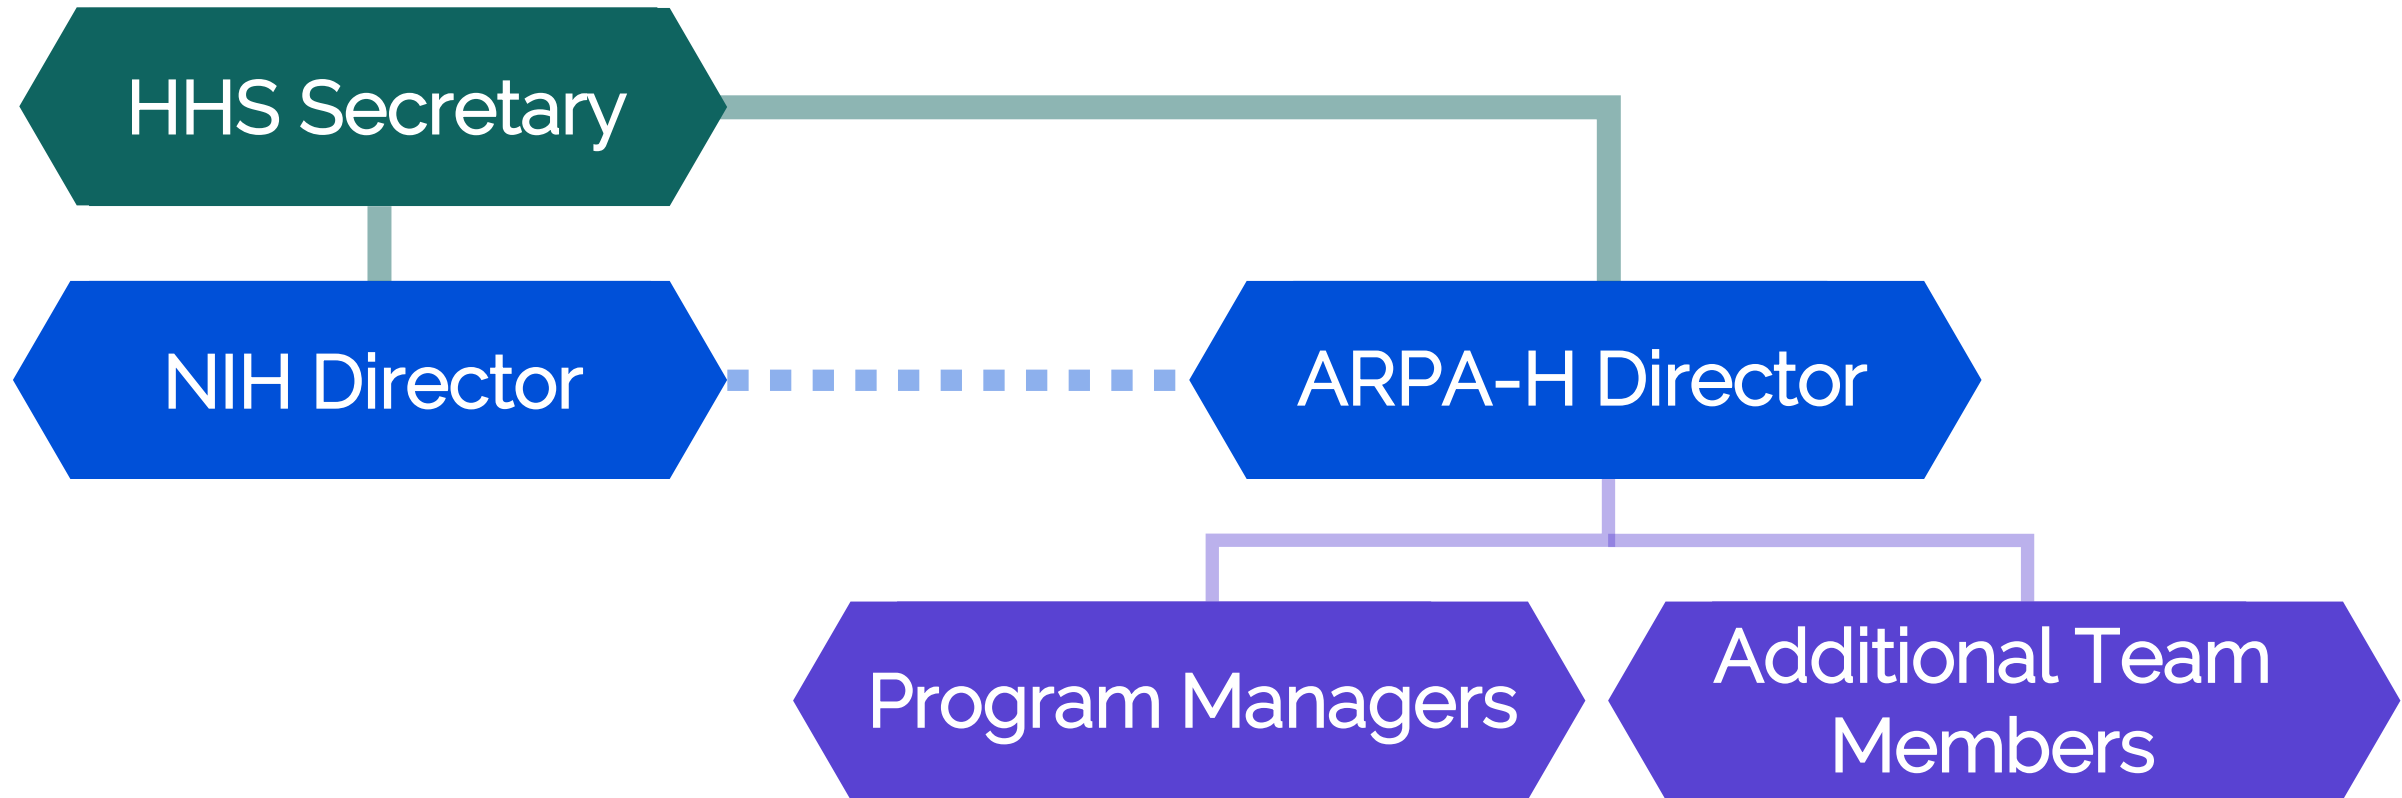 HHS Secretary
NIH Director
ARPA-H Director
Program Managers
Additional Team
Members